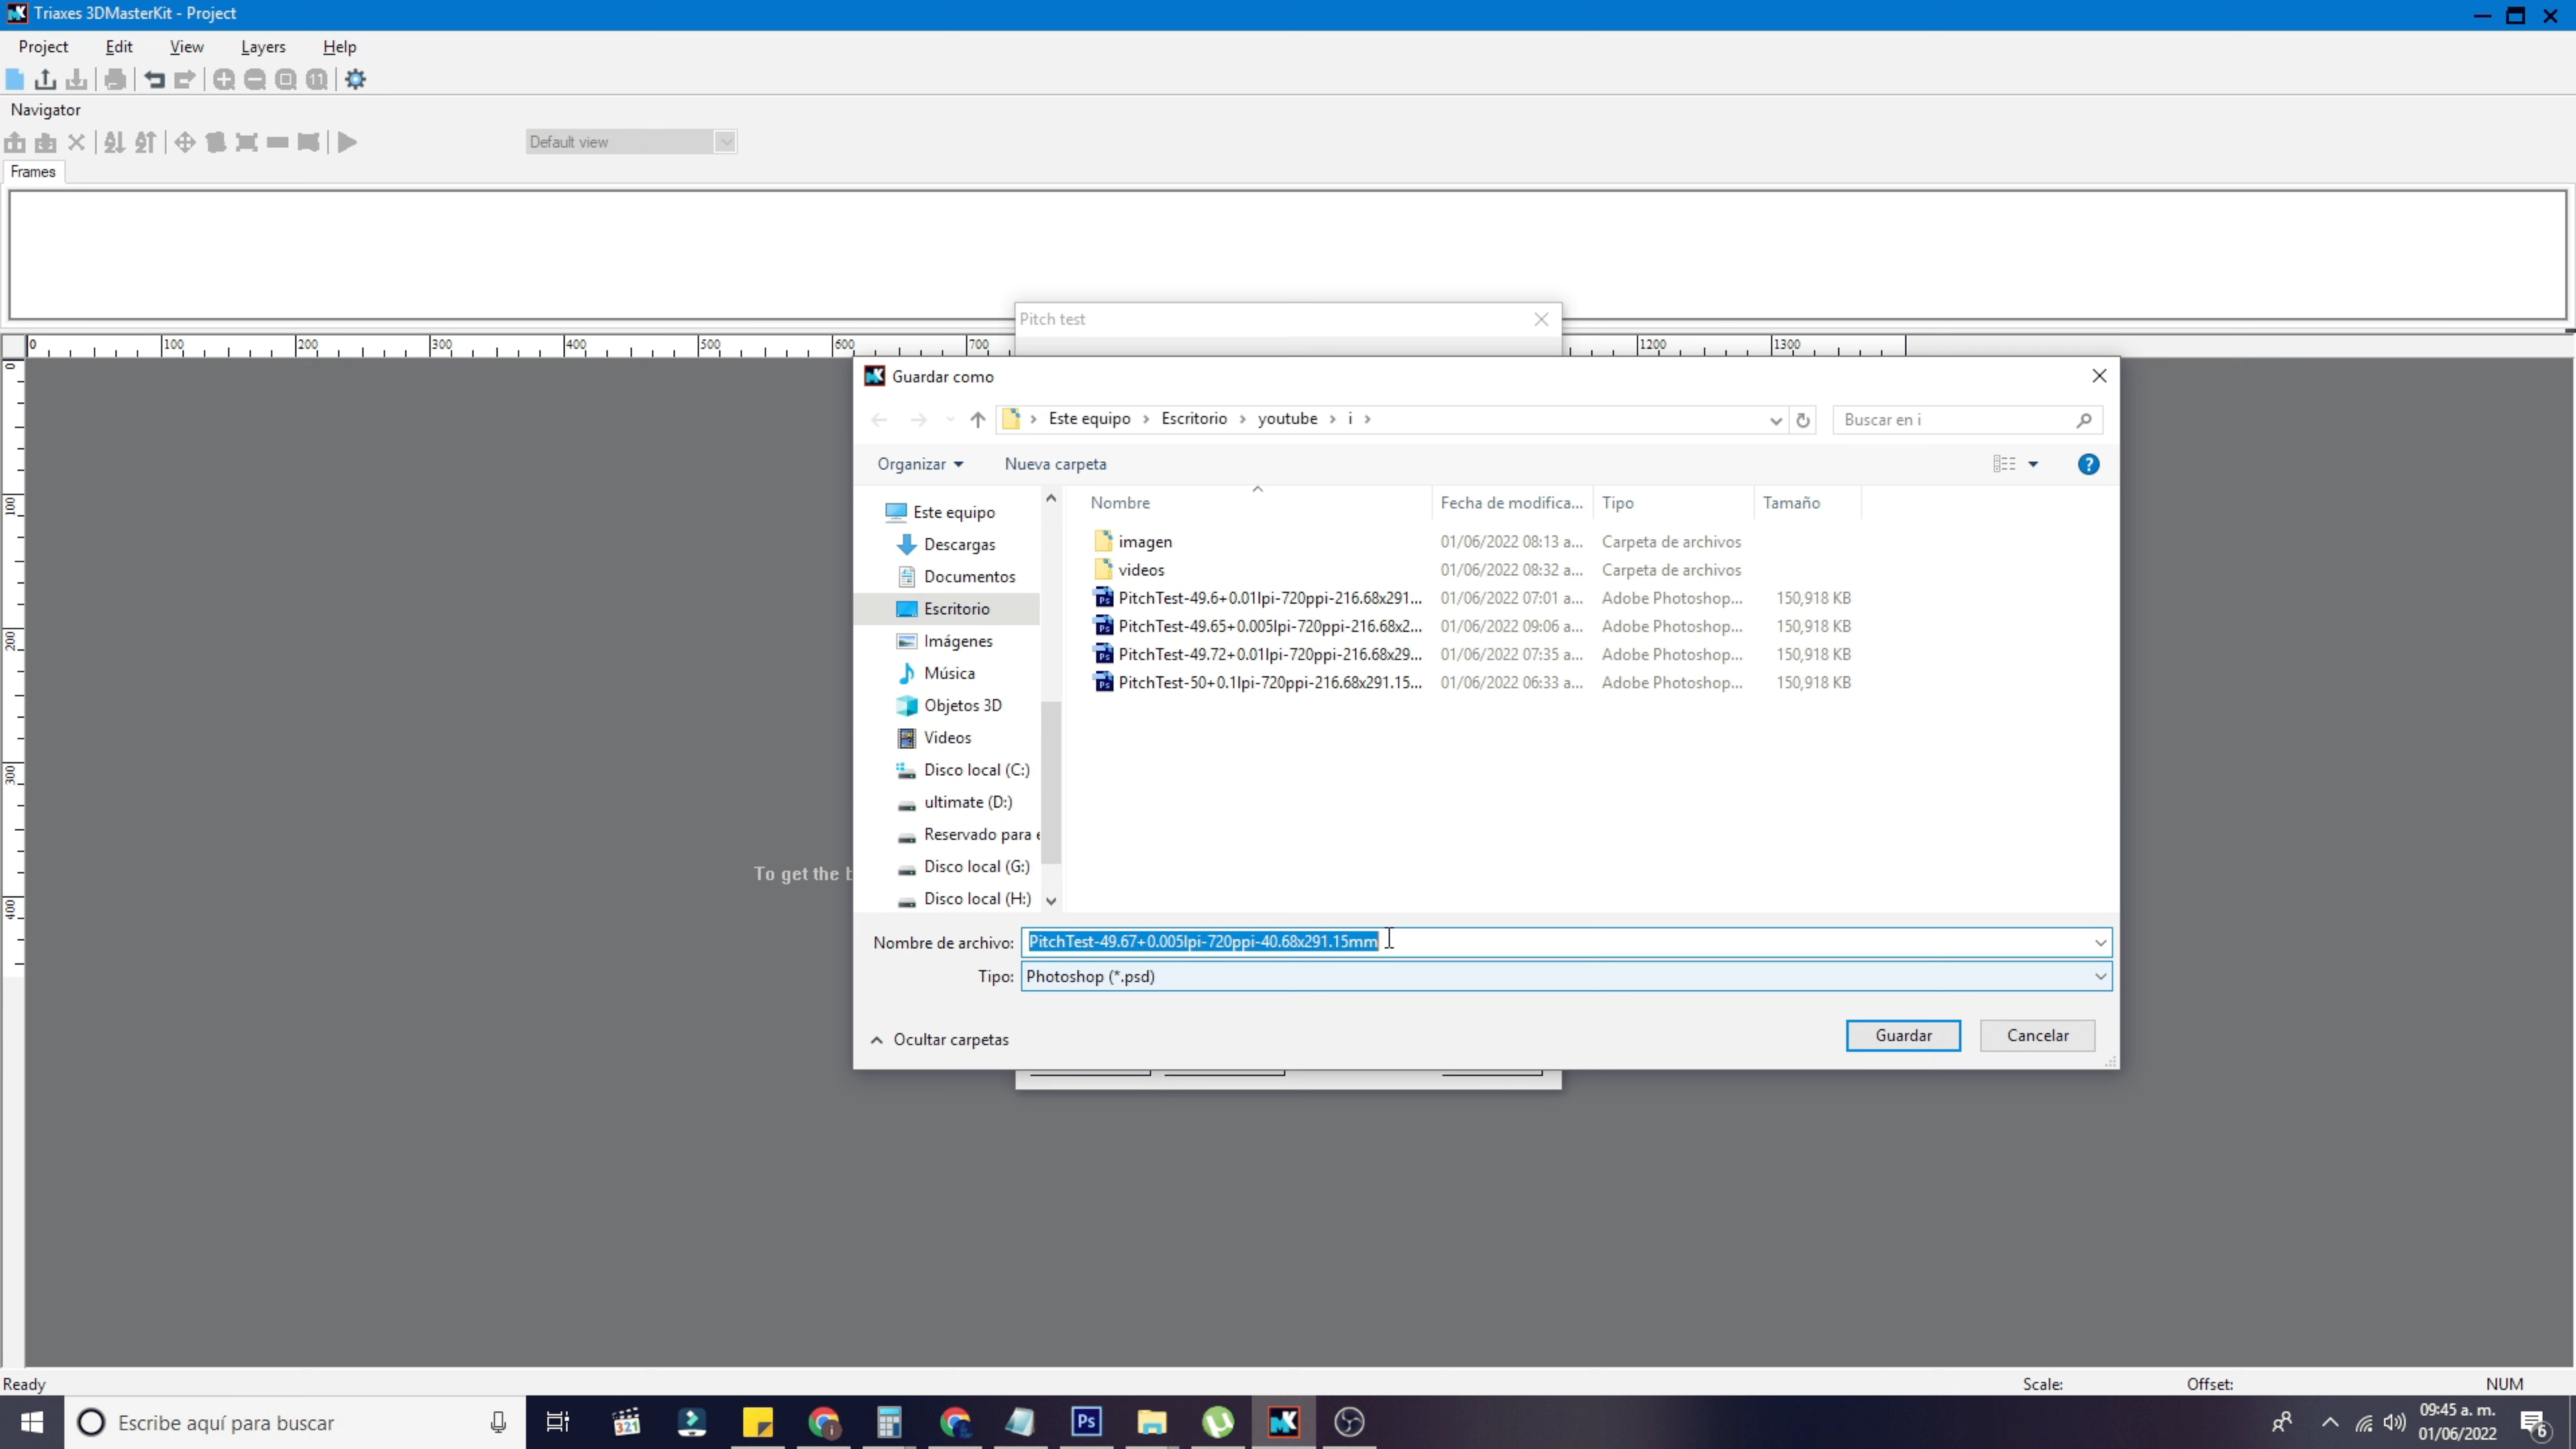 Triaxes 3DMasterKit - Project
Project Edit View Layers Help
Navigator
Default view
Frames
Pitch test
0 100 200 300 400 500 600 700 1200 1300
Guardar como
Este equipo > Escritorio > youtube > i >
Buscar en i
Organizar Nueva carpeta
Nombre Fecha de modifica... Tipo Tamaño
Este equipo
Descargas
Documentos
Escritorio
Imágenes
Música
Objetos 3D
Videos
Disco local (C:)
ultimate (D:)
Reservado para e
Disco local (G:)
Disco local (H:)
imagen 01/06/2022 08:13 a... Carpeta de archivos
videos 01/06/2022 08:32 a... Carpeta de archivos
PitchTest-49.6+0.01lpi-720ppi-216.68x291... 01/06/2022 07:01 a... Adobe Photoshop... 150,918 KB
PitchTest-49.65+0.005lpi-720ppi-216.68x2... 01/06/2022 09:06 a... Adobe Photoshop... 150,918 KB
PitchTest-49.72+0.01lpi-720ppi-216.68x29... 01/06/2022 07:35 a... Adobe Photoshop... 150,918 KB
PitchTest-50+0.1lpi-720ppi-216.68x291.15... 01/06/2022 06:33 a... Adobe Photoshop... 150,918 KB
0
100
200
300
400
To get the b
Nombre de archivo: PitchTest-49.67+0.005lpi-720ppi-40.68x291.15mm
Tipo: Photoshop (*.psd)
Ocultar carpetas
Guardar Cancelar
Ready Scale: Offset: NUM
Escribe aquí para buscar
321
Ps
09:45 a. m.
01/06/2022
6